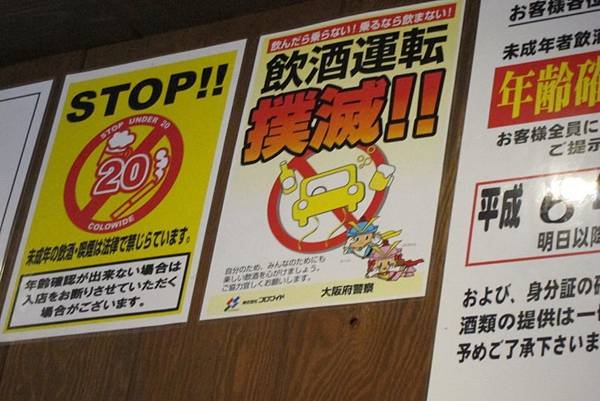 STOP!!
STOP UNDER 20
20
COLOWIDE
未成年の飲酒・喫煙は法律で禁じられています。
年齢確認が出来ない場合は
入店をお断りさせていただく
場合がございます。
飲んだら乗らない!乗るなら飲まない!
飲酒運転
撲滅!!
自分のため、みんなのためにも
楽しい飲酒を心がけましょう。
ご協力宜しくお願いします。
株式会社 コロワイド
大阪府警察
お客様各位
未成年者飲酒
年齢確
お客様全員に
ご提示
平成 6
明日以降
および、身分証の確
酒類の提供は一
予めご了承下さいま